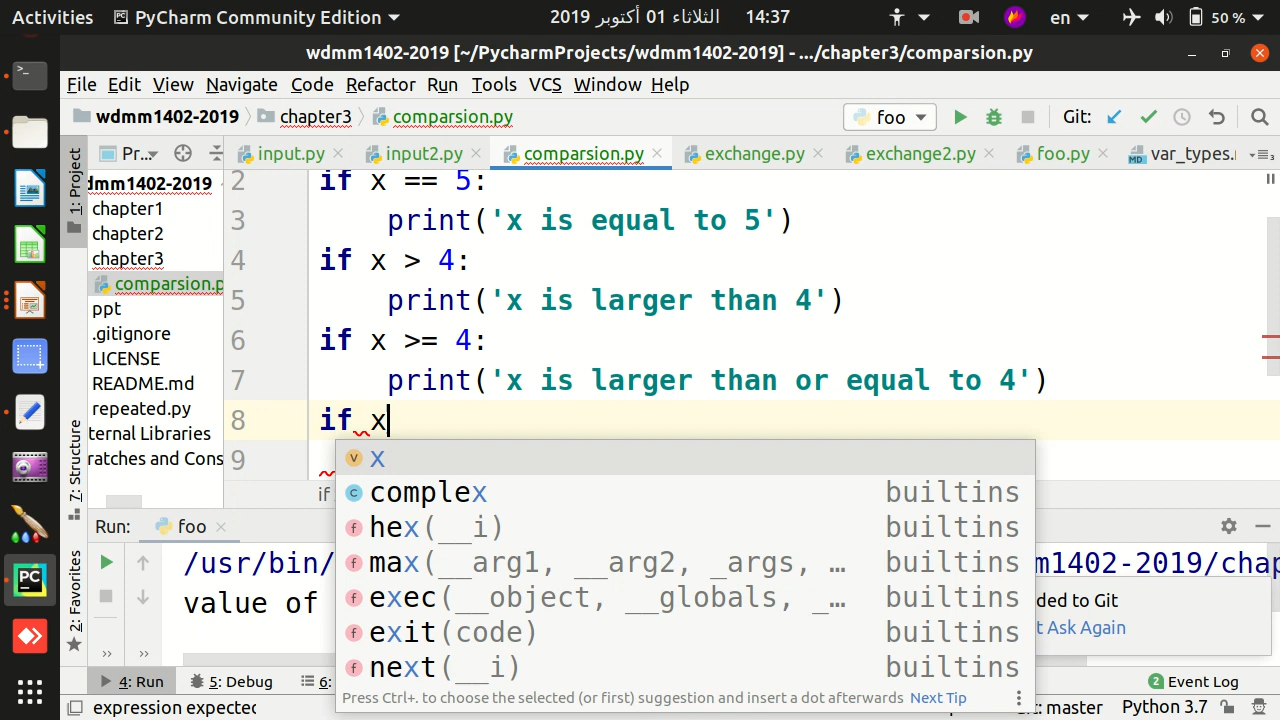 Activities PyCharm Community Edition الثلاثاء 01 أكتوبر 2019 14:37 en 50 %
wdmm1402-2019 [~/PycharmProjects/wdmm1402-2019] - .../chapter3/comparsion.py
File Edit View Navigate Code Refactor Run Tools VCS Window Help
wdmm1402-2019 chapter3 comparsion.py foo Git:
1: Project Pr... input.py input2.py comparsion.py exchange.py exchange2.py foo.py var_types.
dmm1402-2019
chapter1
chapter2
chapter3
comparsion.p
ppt
.gitignore
LICENSE
README.md
repeated.py
ternal Libraries
ratches and Cons
2 if x == 5:
3 print('x is equal to 5')
4 if x > 4:
5 print('x is larger than 4')
6 if x >= 4:
7 print('x is larger than or equal to 4')
8 if x
9
if
x
complex builtins
hex(__i) builtins
max(__arg1, __arg2, _args, … builtins
exec(__object, __globals, _… builtins
exit(code) builtins
next(__i) builtins
Press Ctrl+. to choose the selected (or first) suggestion and insert a dot afterwards Next Tip
7: Structure
2: Favorites
Run: foo
/usr/bin/ m1402-2019/chap
value of
ded to Git
t Ask Again
4: Run 5: Debug 6: 2 Event Log
expression expected Git: master Python 3.7